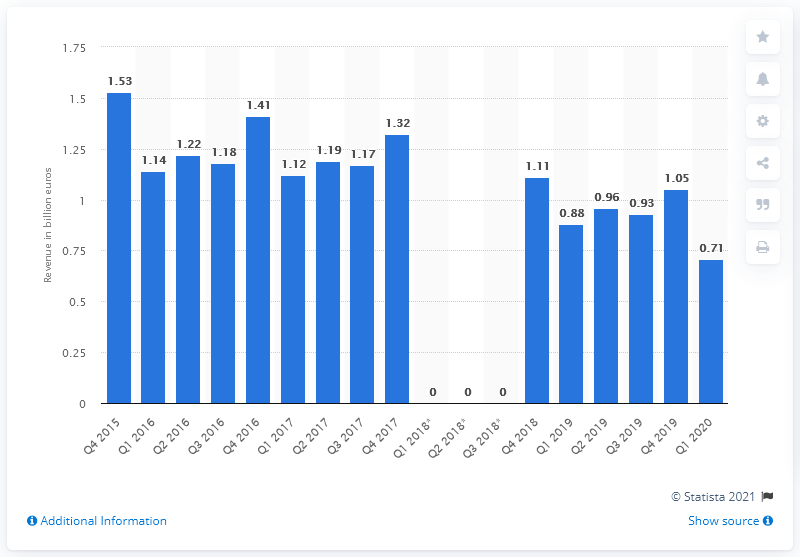 1.75
1.5
1.25
1
0.75
0.5
0.25
0
Revenue in billion euros
1.53
1.14
1.22
1.18
1.41
1.12
1.19
1.17
1.32
0
0
0
1.11
0.88
0.96
0.93
1.05
0.71
Q4 2015
Q1 2016
Q2 2016
Q3 2016
Q4 2016
Q1 2017
Q2 2017
Q3 2017
Q4 2017
Q1 2018*
Q2 2018*
Q3 2018*
Q4 2018
Q1 2019
Q2 2019
Q3 2019
Q4 2019
Q1 2020
© Statista 2021
Additional Information
Show source